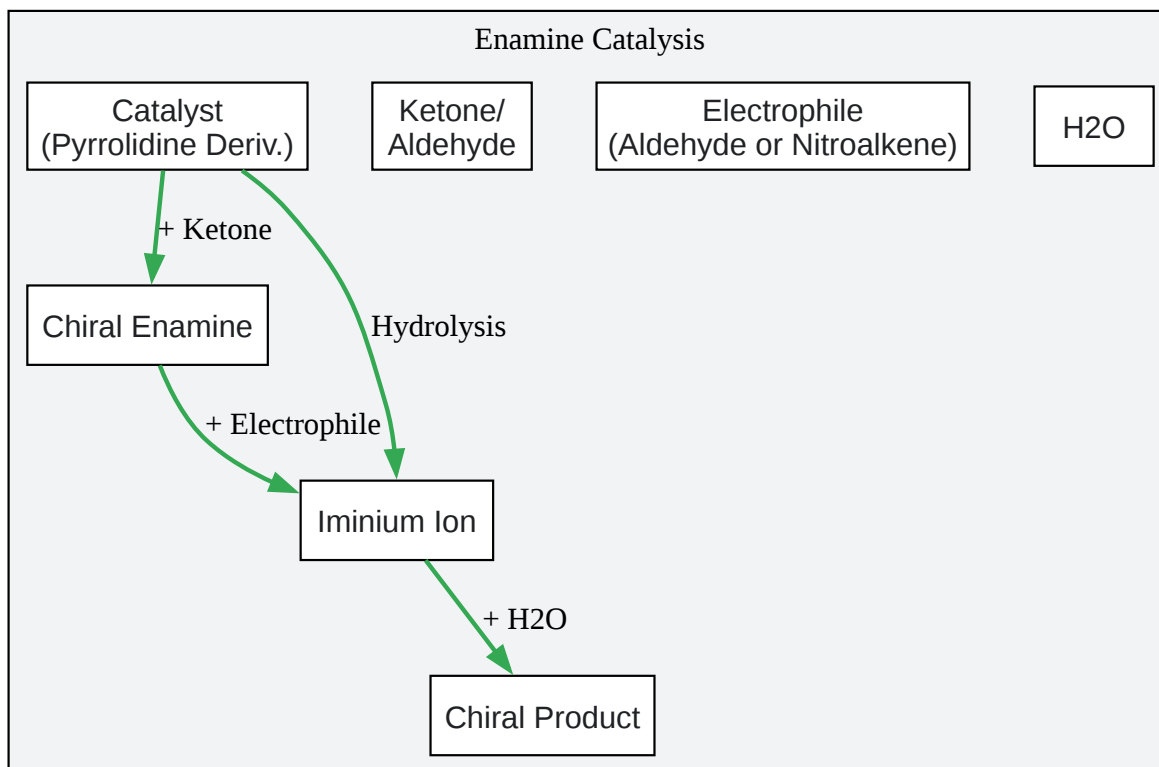 Enamine Catalysis
Catalyst
(Pyrrolidine Deriv.)
Ketone/
Aldehyde
Electrophile
(Aldehyde or Nitroalkene)
H2O
+ Ketone
Chiral Enamine
Hydrolysis
+ Electrophile
Iminium Ion
+ H2O
Chiral Product